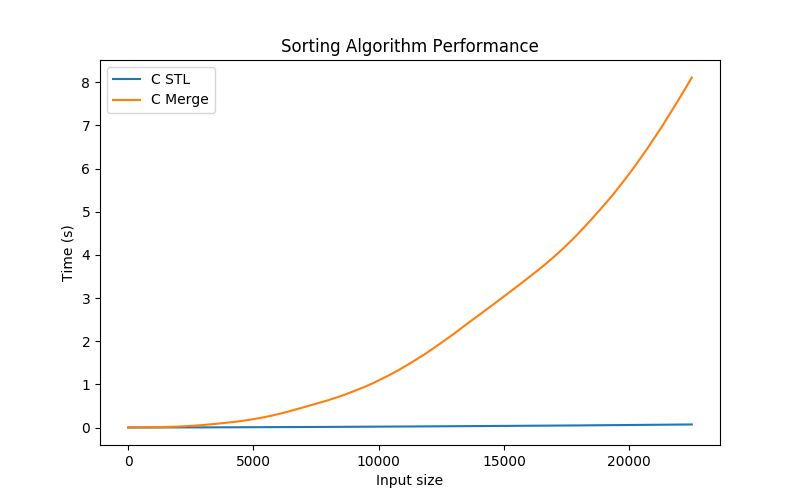 Sorting Algorithm Performance
C STL
C Merge
8
7
6
5
4
3
2
1
0
Time (s)
0 5000 10000 15000 20000
Input size